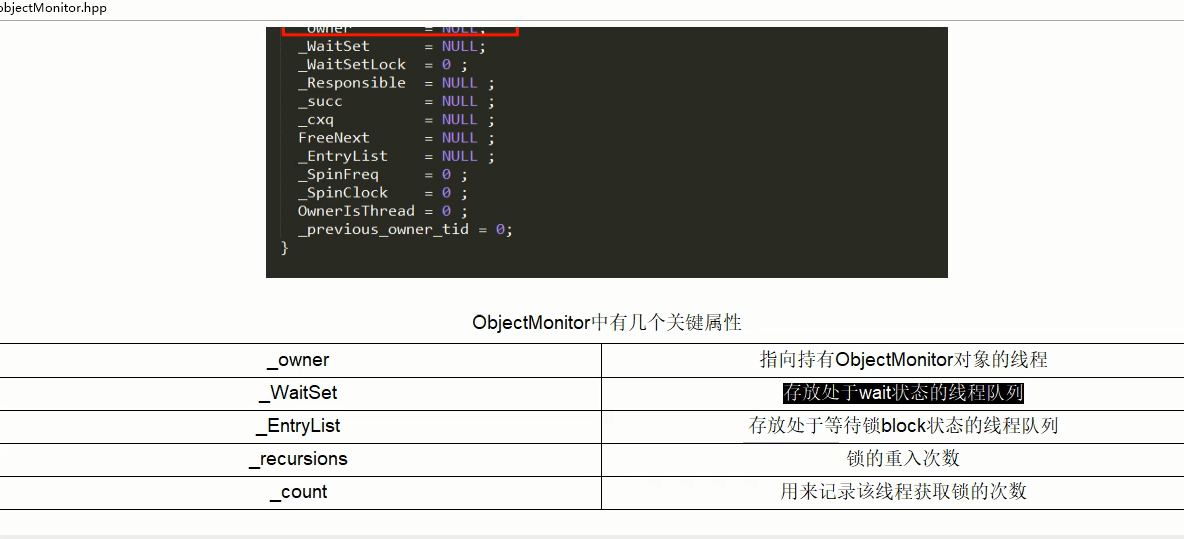 objectMonitor.hpp
_owner = NULL;
_WaitSet = NULL;
_WaitSetLock = 0 ;
_Responsible = NULL ;
_succ = NULL ;
_cxq = NULL ;
FreeNext = NULL ;
_EntryList = NULL ;
_SpinFreq = 0 ;
_SpinClock = 0 ;
OwnerIsThread = 0 ;
_previous_owner_tid = 0;
}
ObjectMonitor中有几个关键属性
_owner 指向持有ObjectMonitor对象的线程
_WaitSet 存放处于wait状态的线程队列
_EntryList 存放处于等待锁block状态的线程队列
_recursions 锁的重入次数
_count 用来记录该线程获取锁的次数